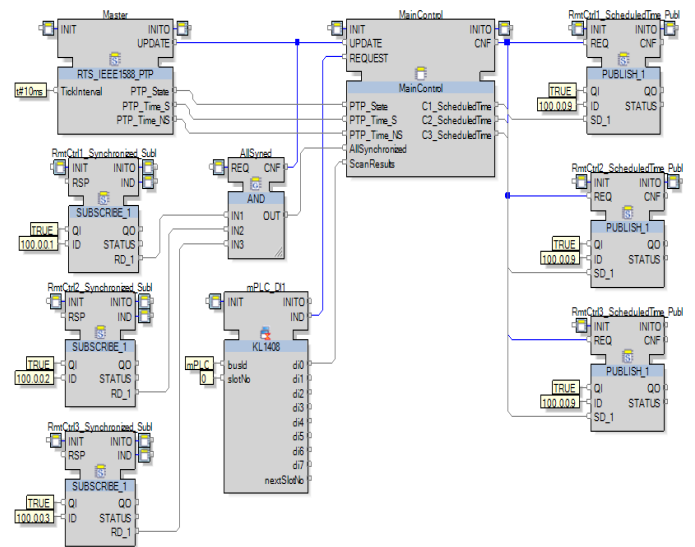 Master
INIT INITO
UPDATE
RTS_IEEE1588_PTP
t#10ms
TickInterval PTP_State
PTP_Time_S
PTP_Time_NS
MainControl
INIT INITO
UPDATE CNF
REQUEST
MainControl
PTP_State C1_ScheduledTime
PTP_Time_S C2_ScheduledTime
PTP_Time_NS C3_ScheduledTime
AllSynchronized
ScanResults
RmtCtrl1_ScheduledTime_Publ
INIT INITO
REQ CNF
PUBLISH_1
TRUE
100.0.0.9
QI QO
ID STATUS
SD_1
RmtCtrl1_Synchronized_Subl
INIT INITO
RSP IND
SUBSCRIBE_1
TRUE
100.0.0.1
QI QO
ID STATUS
RD_1
AllSyned
REQ CNF
AND
IN1 OUT
IN2
IN3
RmtCtrl2_ScheduledTme_Publ
INIT INITO
REQ CNF
PUBLISH_1
TRUE
100.0.0.9
QI QO
ID STATUS
SD_1
RmtCtrl2_Synchronized_Subl
INIT INITO
RSP IND
SUBSCRIBE_1
TRUE
100.0.0.2
QI QO
ID STATUS
RD_1
mPLC_DI1
INIT INITO
IND
KL1408
mPLC
0
busId di0
slotNo di1
di2
di3
di4
di5
di6
di7
nextSlotNo
RmtCtrl3_ScheduledTme_Publ
INIT INITO
REQ CNF
PUBLISH_1
TRUE
100.0.0.9
QI QO
ID STATUS
SD_1
RmtCtrl3_Synchronized_Subl
INIT INITO
RSP IND
SUBSCRIBE_1
TRUE
100.0.0.3
QI QO
ID STATUS
RD_1